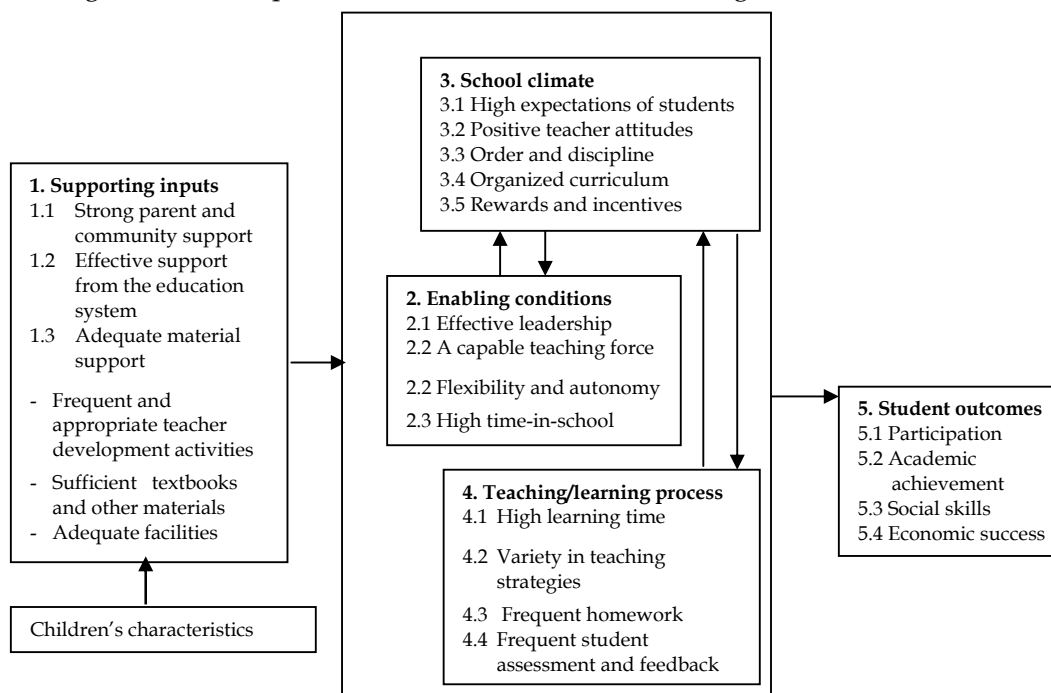 1. Supporting inputs
1.1 Strong parent and
community support
1.2 Effective support
from the education
system
1.3 Adequate material
support
- Frequent and
appropriate teacher
development activities
- Sufficient textbooks
and other materials
- Adequate facilities
Children's characteristics
3. School climate
3.1 High expectations of students
3.2 Positive teacher attitudes
3.3 Order and discipline
3.4 Organized curriculum
3.5 Rewards and incentives
2. Enabling conditions
2.1 Effective leadership
2.2 A capable teaching force
2.2 Flexibility and autonomy
2.3 High time-in-school
4. Teaching/learning process
4.1 High learning time
4.2 Variety in teaching
strategies
4.3 Frequent homework
4.4 Frequent student
assessment and feedback
5. Student outcomes
5.1 Participation
5.2 Academic
achievement
5.3 Social skills
5.4 Economic success